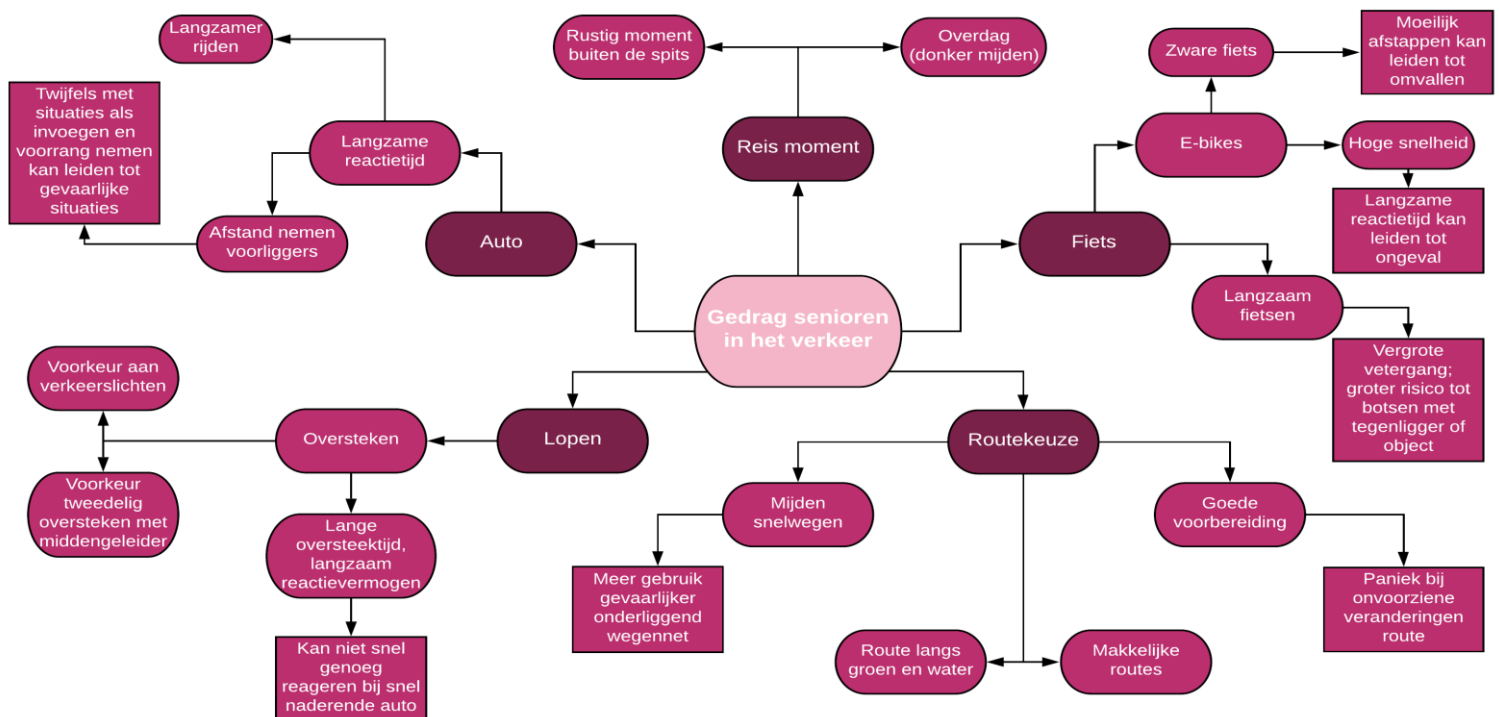 Langzamer
rijden
Twijfels met
situaties als
invoegen en
voorrang nemen
kan leiden tot
gevaarlijke
situaties
Langzame
reactietijd
Afstand nemen
voorliggers
Auto
Rustig moment
buiten de spits
Overdag
(donker mijden)
Reis moment
Zware fiets
Moeilijk
afstappen kan
leiden tot
omvallen
E-bikes
Hoge snelheid
Langzame
reactietijd kan
leiden tot
ongeval
Fiets
Langzaam
fietsen
Vergrote
vetergang;
groter risico tot
botsen met
tegenligger of
object
Gedrag senioren
in het verkeer
Voorkeur aan
verkeerslichten
Oversteken
Lopen
Voorkeur
tweedelig
oversteken met
middengeleider
Lange
oversteektijd,
langzaam
reactievermogen
Kan niet snel
genoeg
reageren bij snel
naderende auto
Routekeuze
Mijden
snelwegen
Meer gebruik
gevaarlijker
onderliggend
wegennet
Route langs
groen en water
Makkelijke
routes
Goede
voorbereiding
Paniek bij
onvoorziene
veranderingen
route